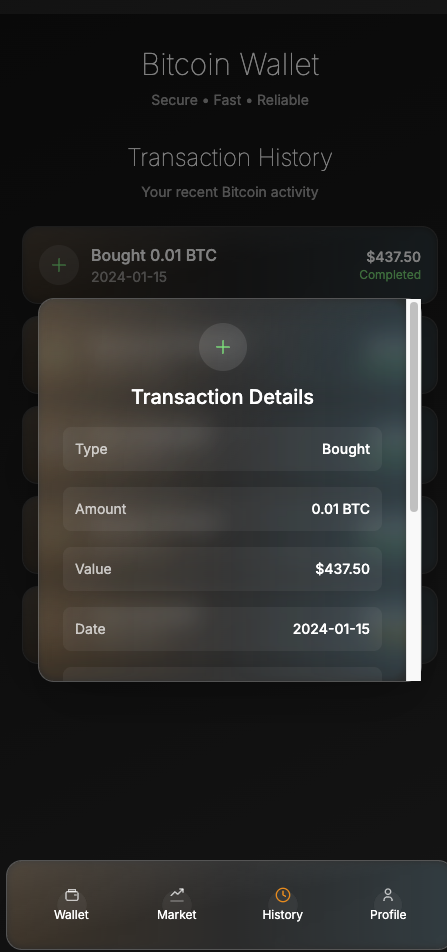 Bitcoin Wallet
Secure • Fast • Reliable
Transaction History
Your recent Bitcoin activity
Bought 0.01 BTC
$437.50
2024-01-15
Completed
Transaction Details
Type Bought
Amount 0.01 BTC
Value $437.50
Date 2024-01-15
Wallet Market History Profile